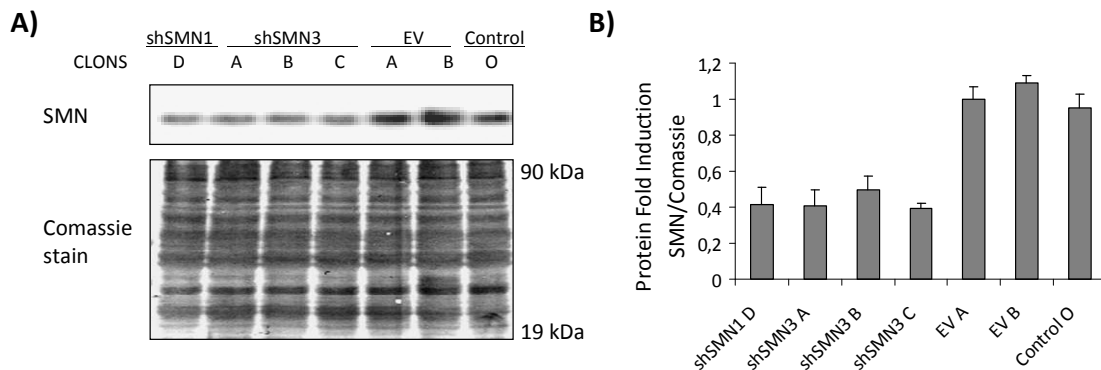 A)
shSMN1 shSMN3 EV Control
CLONS D A B C A B O
SMN
90 kDa
Comassie
stain
19 kDa
B)
Protein Fold Induction
SMN/Comassie
1,2
1
0,8
0,6
0,4
0,2
0
shSMN1 D
shSMN3 A
shSMN3 B
shSMN3 C
EV A
EV B
Control O